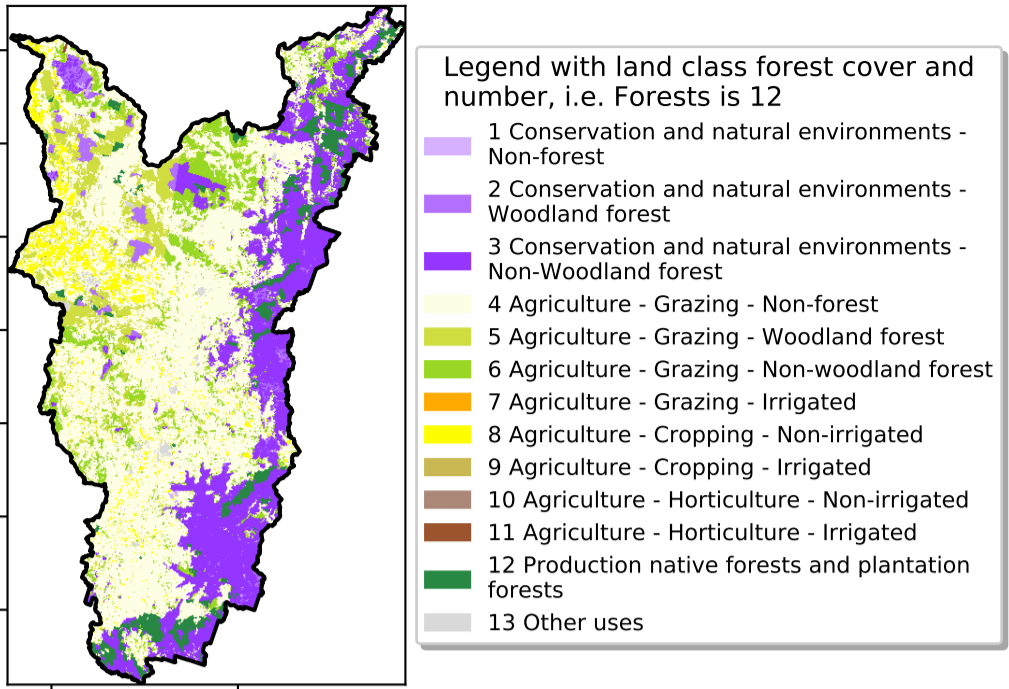 Legend with land class forest cover and
number, i.e. Forests is 12
1 Conservation and natural environments -
Non-forest
2 Conservation and natural environments -
Woodland forest
3 Conservation and natural environments -
Non-Woodland forest
4 Agriculture - Grazing - Non-forest
5 Agriculture - Grazing - Woodland forest
6 Agriculture - Grazing - Non-woodland forest
7 Agriculture - Grazing - Irrigated
8 Agriculture - Cropping - Non-irrigated
9 Agriculture - Cropping - Irrigated
10 Agriculture - Horticulture - Non-irrigated
11 Agriculture - Horticulture - Irrigated
12 Production native forests and plantation
forests
13 Other uses